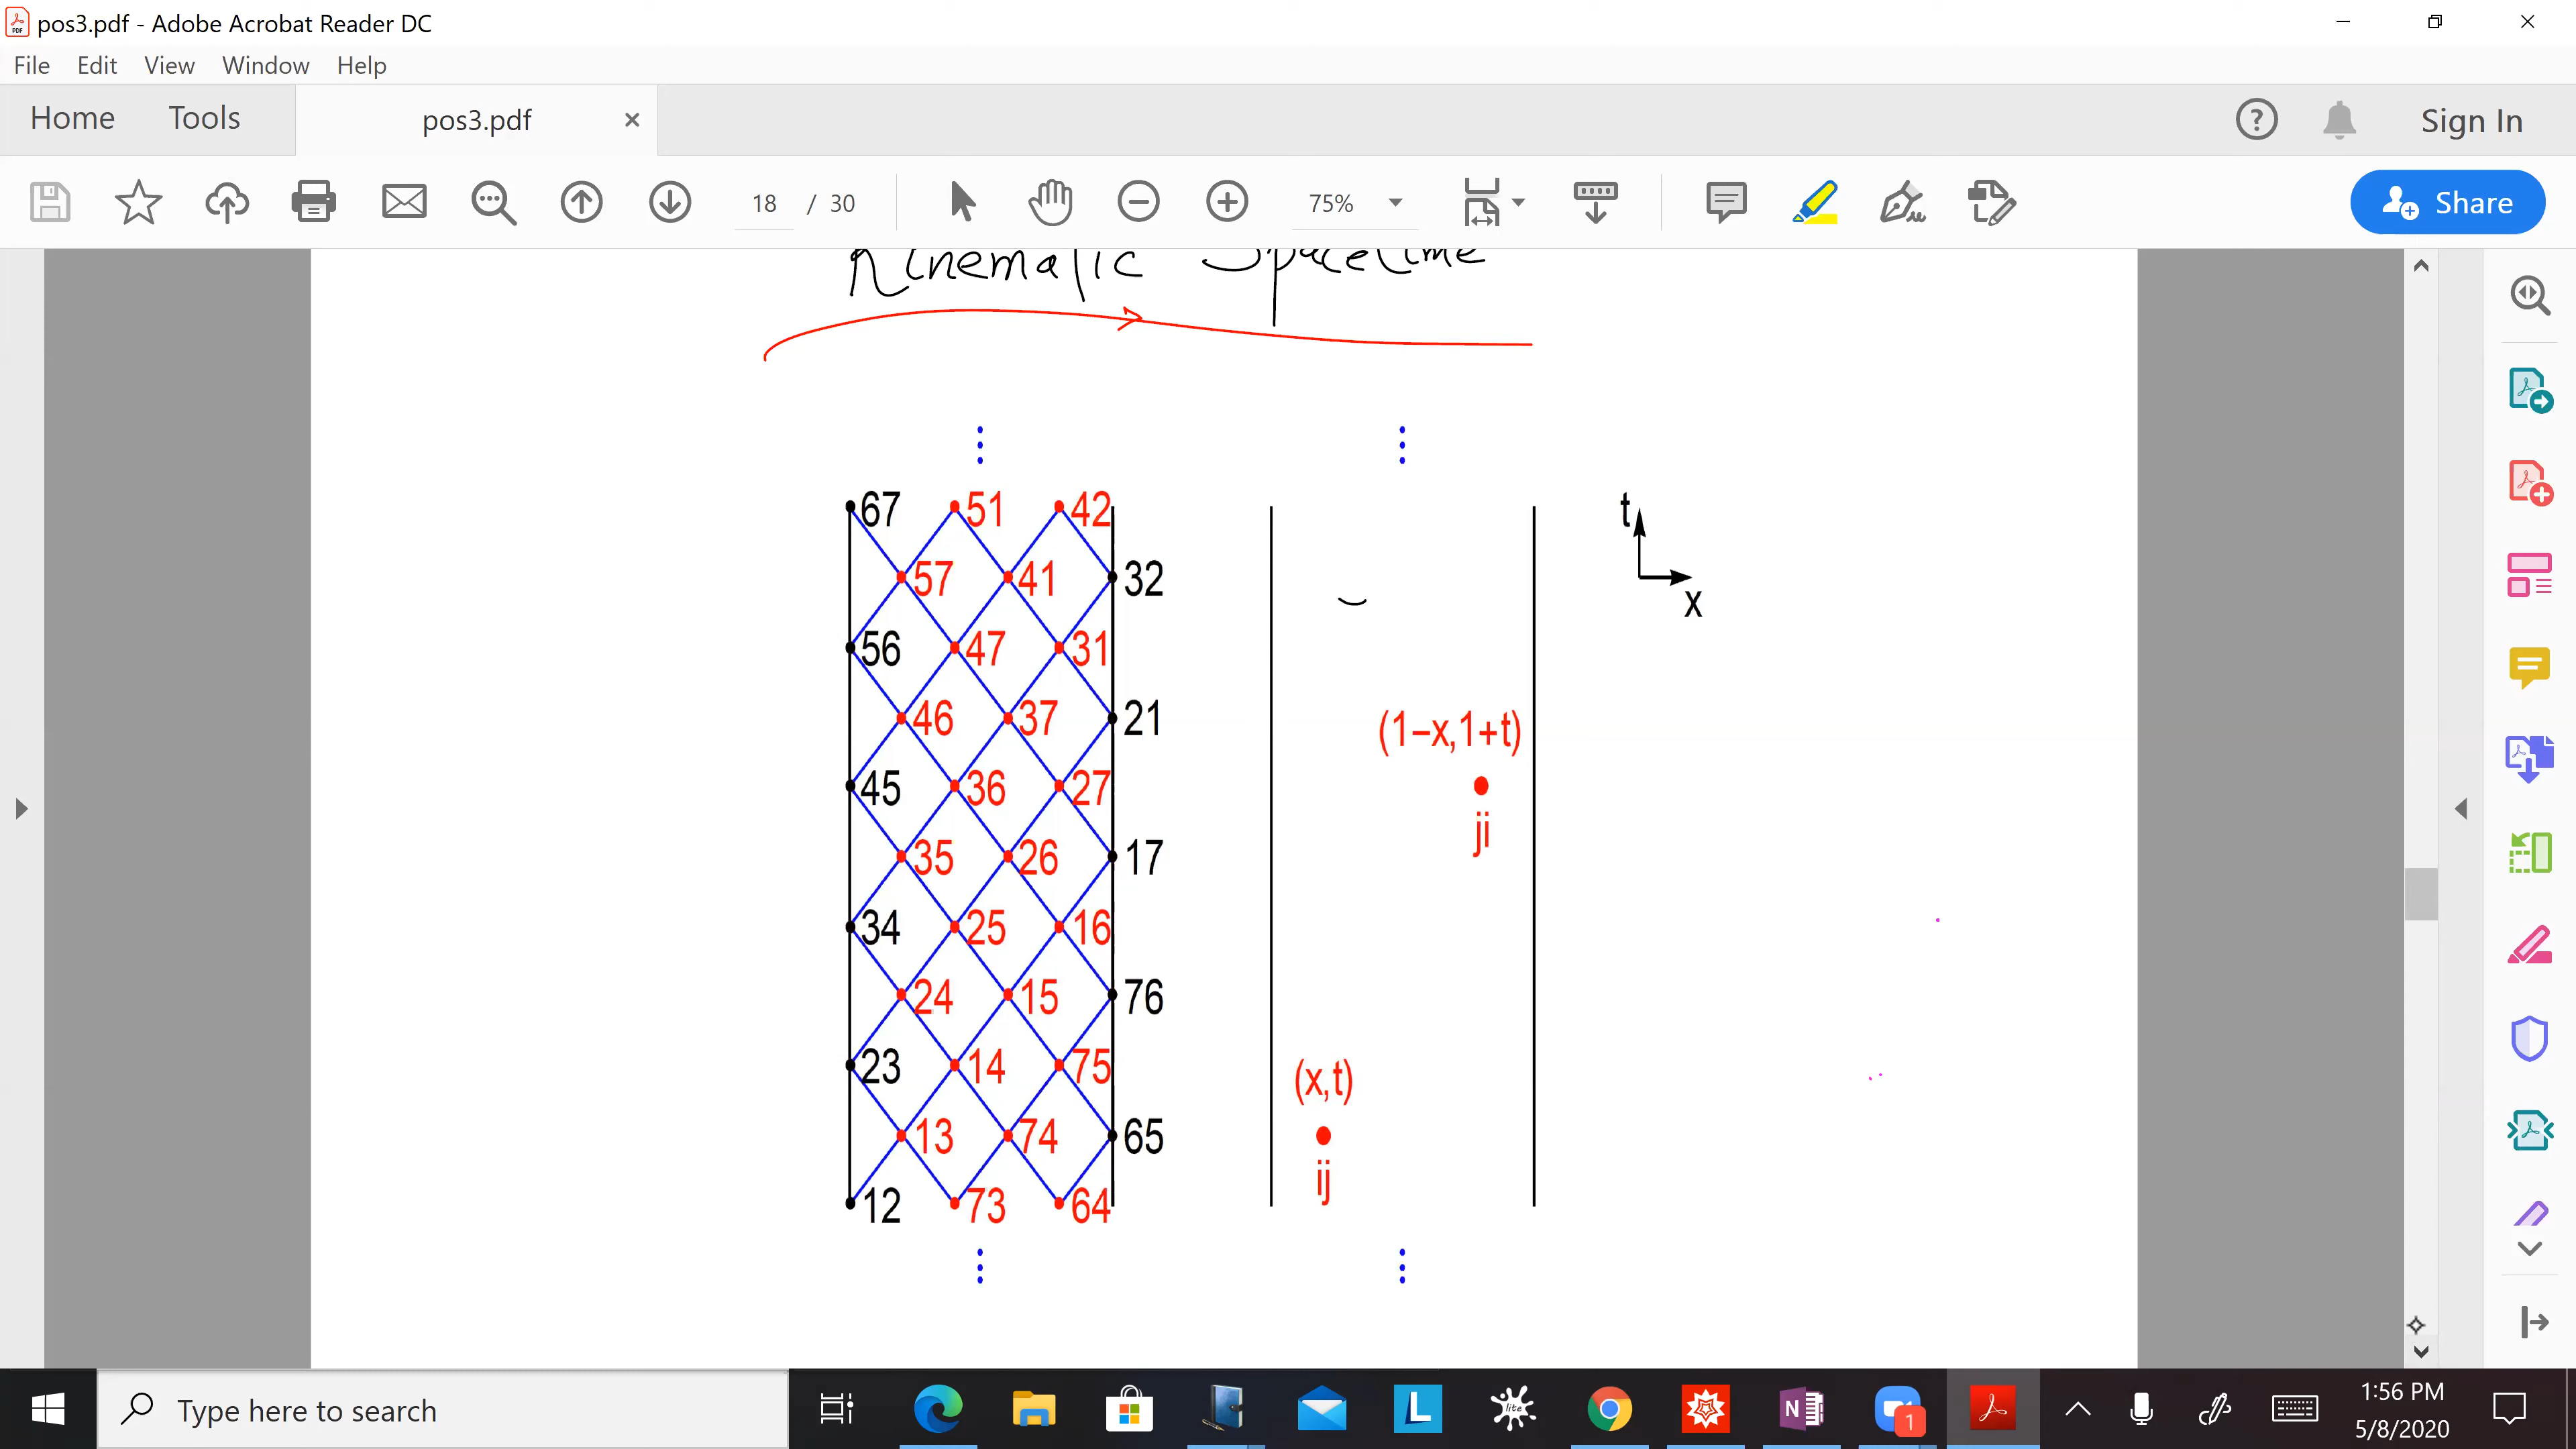 pos3.pdf - Adobe Acrobat Reader DC
File Edit View Window Help
Home Tools pos3.pdf × ? Sign In
18 / 30 75% Share
Kinematic Spacetime
67 51 42
57 41 32
56 47 31
46 37 21
45 36 27
35 26 17
34 25 16
24 15 76
23 14 75
13 74 65
12 73 64
t
x
(1−x,1+t)
ji
(x,t)
ij
Type here to search
L
lite
N
1
1:56 PM
5/8/2020